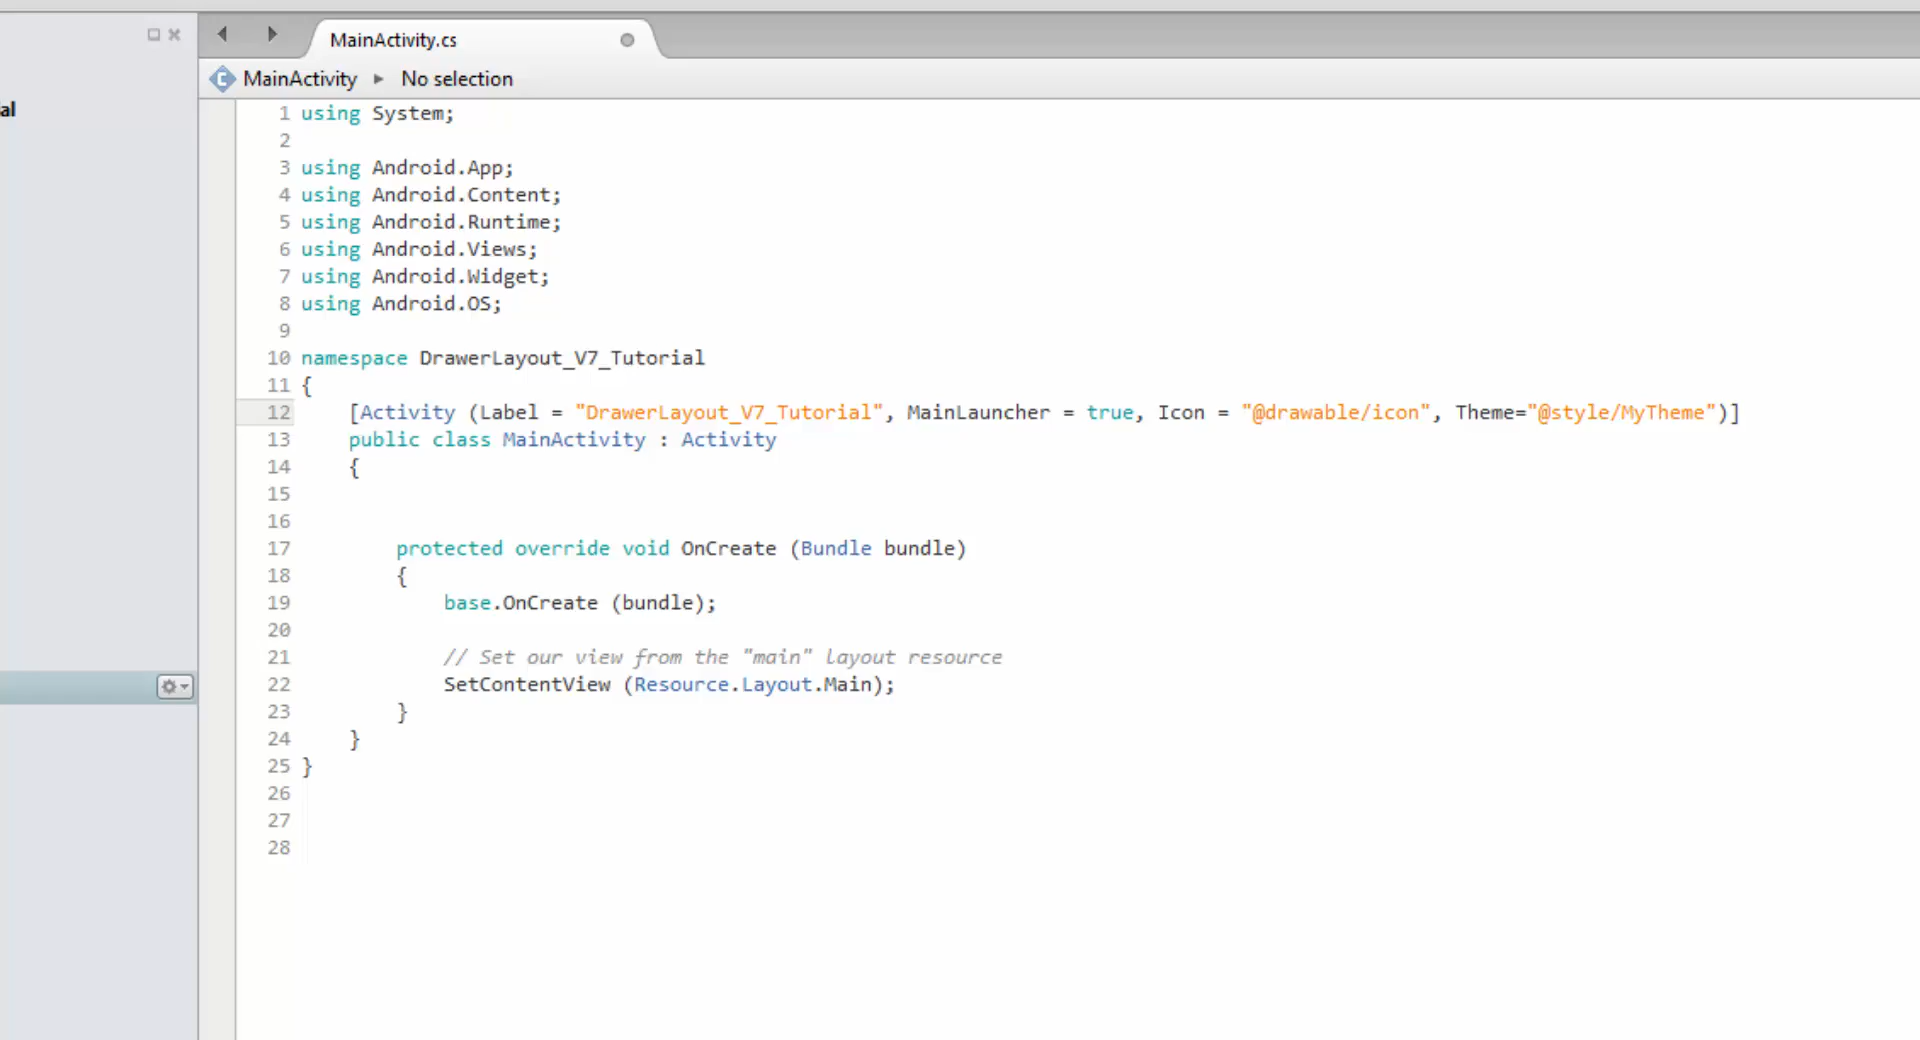 MainActivity.cs
MainActivity ▸ No selection
al
1 using System;
2
3 using Android.App;
4 using Android.Content;
5 using Android.Runtime;
6 using Android.Views;
7 using Android.Widget;
8 using Android.OS;
9
10 namespace DrawerLayout_V7_Tutorial
11 {
12     [Activity (Label = "DrawerLayout_V7_Tutorial", MainLauncher = true, Icon = "@drawable/icon", Theme="@style/MyTheme")]
13     public class MainActivity : Activity
14     {
15
16
17         protected override void OnCreate (Bundle bundle)
18         {
19             base.OnCreate (bundle);
20
21             // Set our view from the "main" layout resource
22             SetContentView (Resource.Layout.Main);
23         }
24     }
25 }
26
27
28